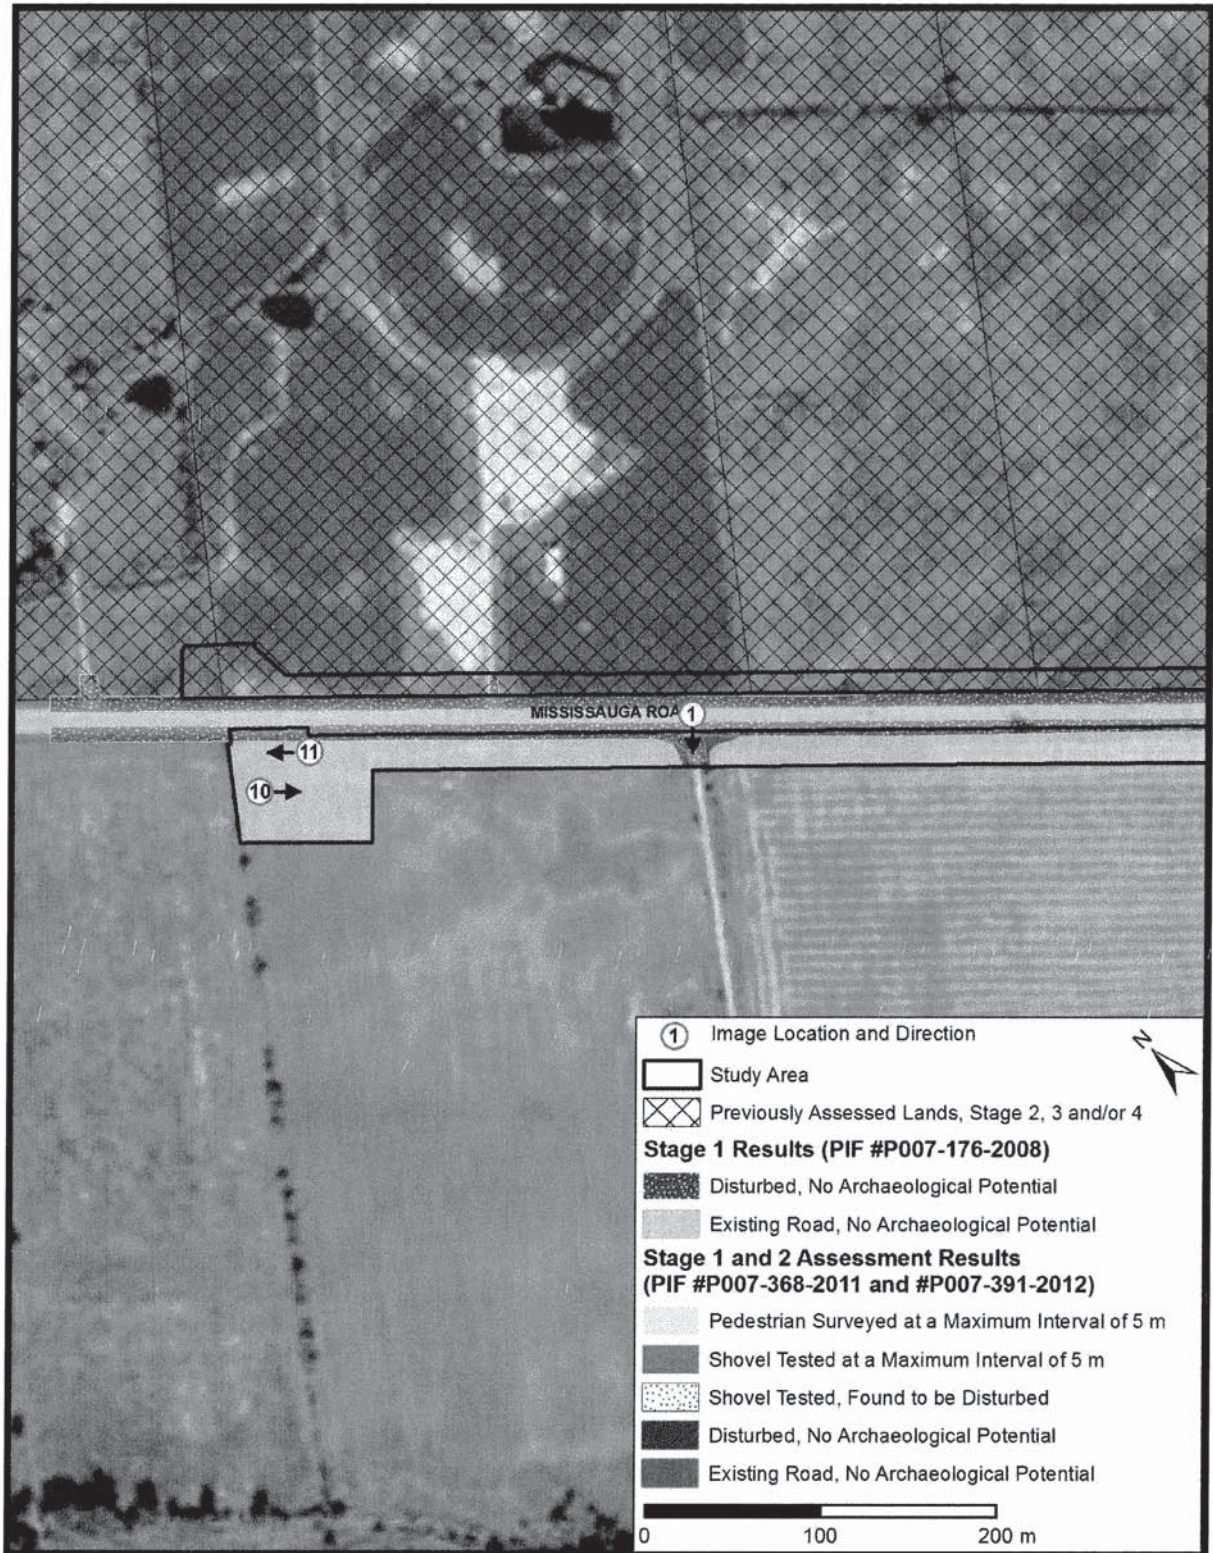 MISSISSAUGA ROA
1
11
10
N
1 Image Location and Direction
Study Area
Previously Assessed Lands, Stage 2, 3 and/or 4
Stage 1 Results (PIF #P007-176-2008)
Disturbed, No Archaeological Potential
Existing Road, No Archaeological Potential
Stage 1 and 2 Assessment Results
(PIF #P007-368-2011 and #P007-391-2012)
Pedestrian Surveyed at a Maximum Interval of 5 m
Shovel Tested at a Maximum Interval of 5 m
Shovel Tested, Found to be Disturbed
Disturbed, No Archaeological Potential
Existing Road, No Archaeological Potential
0 100 200 m